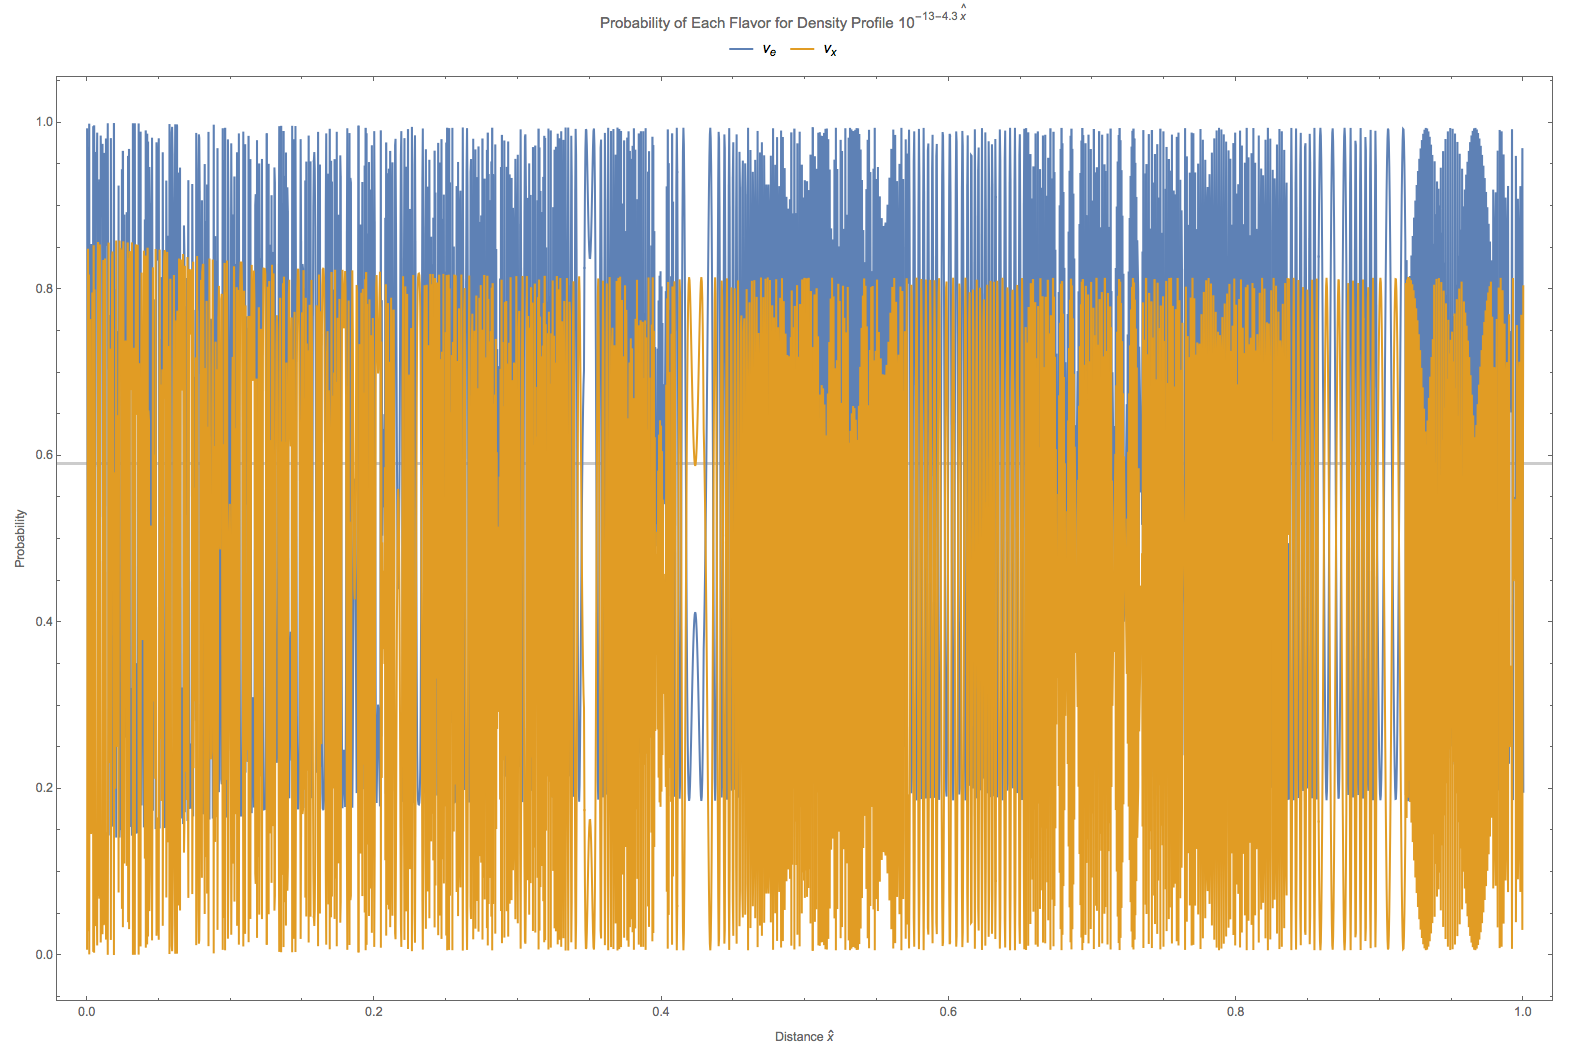 Probability of Each Flavor for Density Profile 10^{-13-4.3 x̂}
ν_e ν_x
1.0
0.8
0.6
0.4
0.2
0.0
Probability
0.0 0.2 0.4 0.6 0.8 1.0
Distance x̂